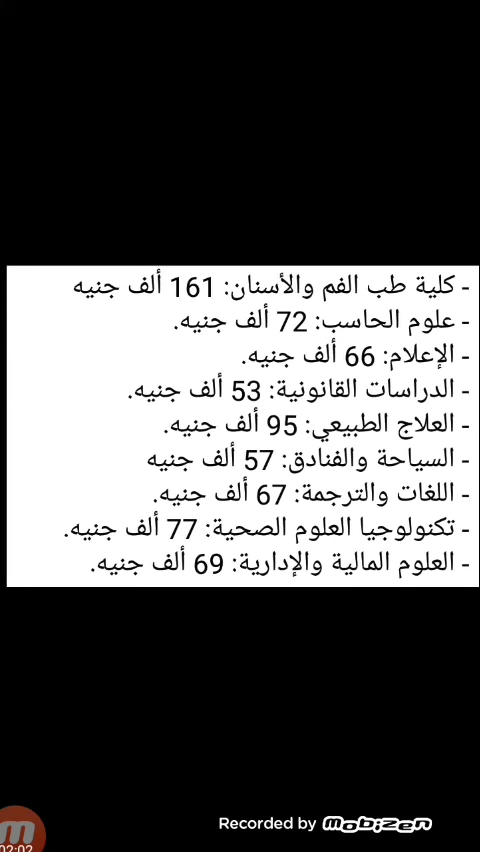 - كلية طب الفم والأسنان: 161 ألف جنيه
- علوم الحاسب: 72 ألف جنيه.
- الإعلام: 66 ألف جنيه.
- الدراسات القانونية: 53 ألف جنيه.
- العلاج الطبيعي: 95 ألف جنيه.
- السياحة والفنادق: 57 ألف جنيه
- اللغات والترجمة: 67 ألف جنيه.
- تكنولوجيا العلوم الصحية: 77 ألف جنيه.
- العلوم المالية والإدارية: 69 ألف جنيه.
Recorded by mobizen
02:02